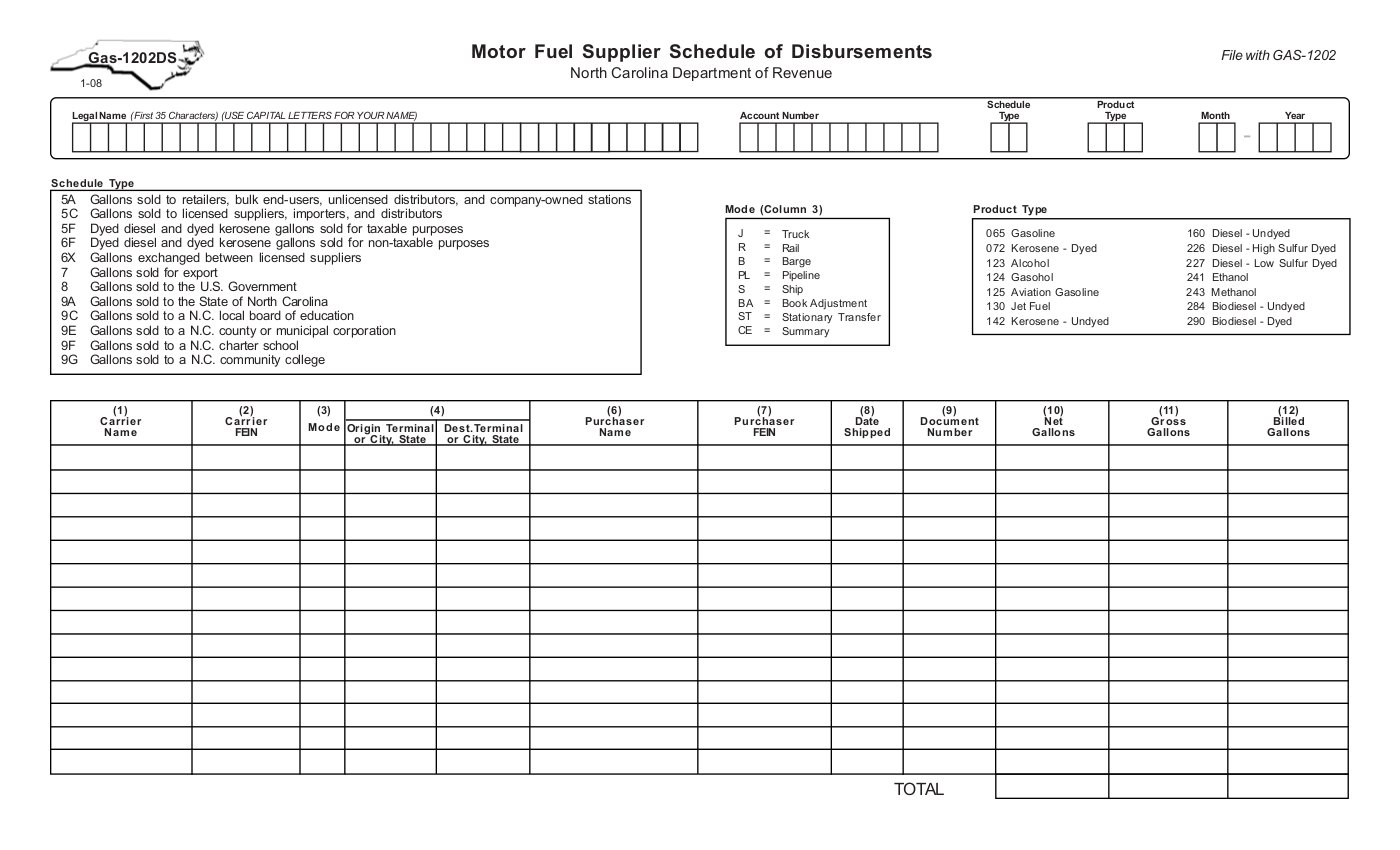 Gas-1202DS
1-08
Motor Fuel Supplier Schedule of Disbursements
North Carolina Department of Revenue
File with GAS-1202
Legal Name (First 35 Characters) (USE CAPITAL LETTERS FOR YOUR NAME)
Account Number
Schedule Type
Product Type
Month
Year
–
Schedule Type
5A Gallons sold to retailers, bulk end-users, unlicensed distributors, and company-owned stations
5C Gallons sold to licensed suppliers, importers, and distributors
5F Dyed diesel and dyed kerosene gallons sold for taxable purposes
6F Dyed diesel and dyed kerosene gallons sold for non-taxable purposes
6X Gallons exchanged between licensed suppliers
7 Gallons sold for export
8 Gallons sold to the U.S. Government
9A Gallons sold to the State of North Carolina
9C Gallons sold to a N.C. local board of education
9E Gallons sold to a N.C. county or municipal corporation
9F Gallons sold to a N.C. charter school
9G Gallons sold to a N.C. community college
Mode (Column 3)
J = Truck
R = Rail
B = Barge
PL = Pipeline
S = Ship
BA = Book Adjustment
ST = Stationary Transfer
CE = Summary
Product Type
065 Gasoline
072 Kerosene - Dyed
123 Alcohol
124 Gasohol
125 Aviation Gasoline
130 Jet Fuel
142 Kerosene - Undyed
160 Diesel - Undyed
226 Diesel - High Sulfur Dyed
227 Diesel - Low Sulfur Dyed
241 Ethanol
243 Methanol
284 Biodiesel - Undyed
290 Biodiesel - Dyed
(1)
Carrier
Name
(2)
Carrier
FEIN
(3)
Mode
(4)
Origin Terminal
or City, State
Dest.Terminal
or City, State
(6)
Purchaser
Name
(7)
Purchaser
FEIN
(8)
Date
Shipped
(9)
Document
Number
(10)
Net
Gallons
(11)
Gross
Gallons
(12)
Billed
Gallons
TOTAL